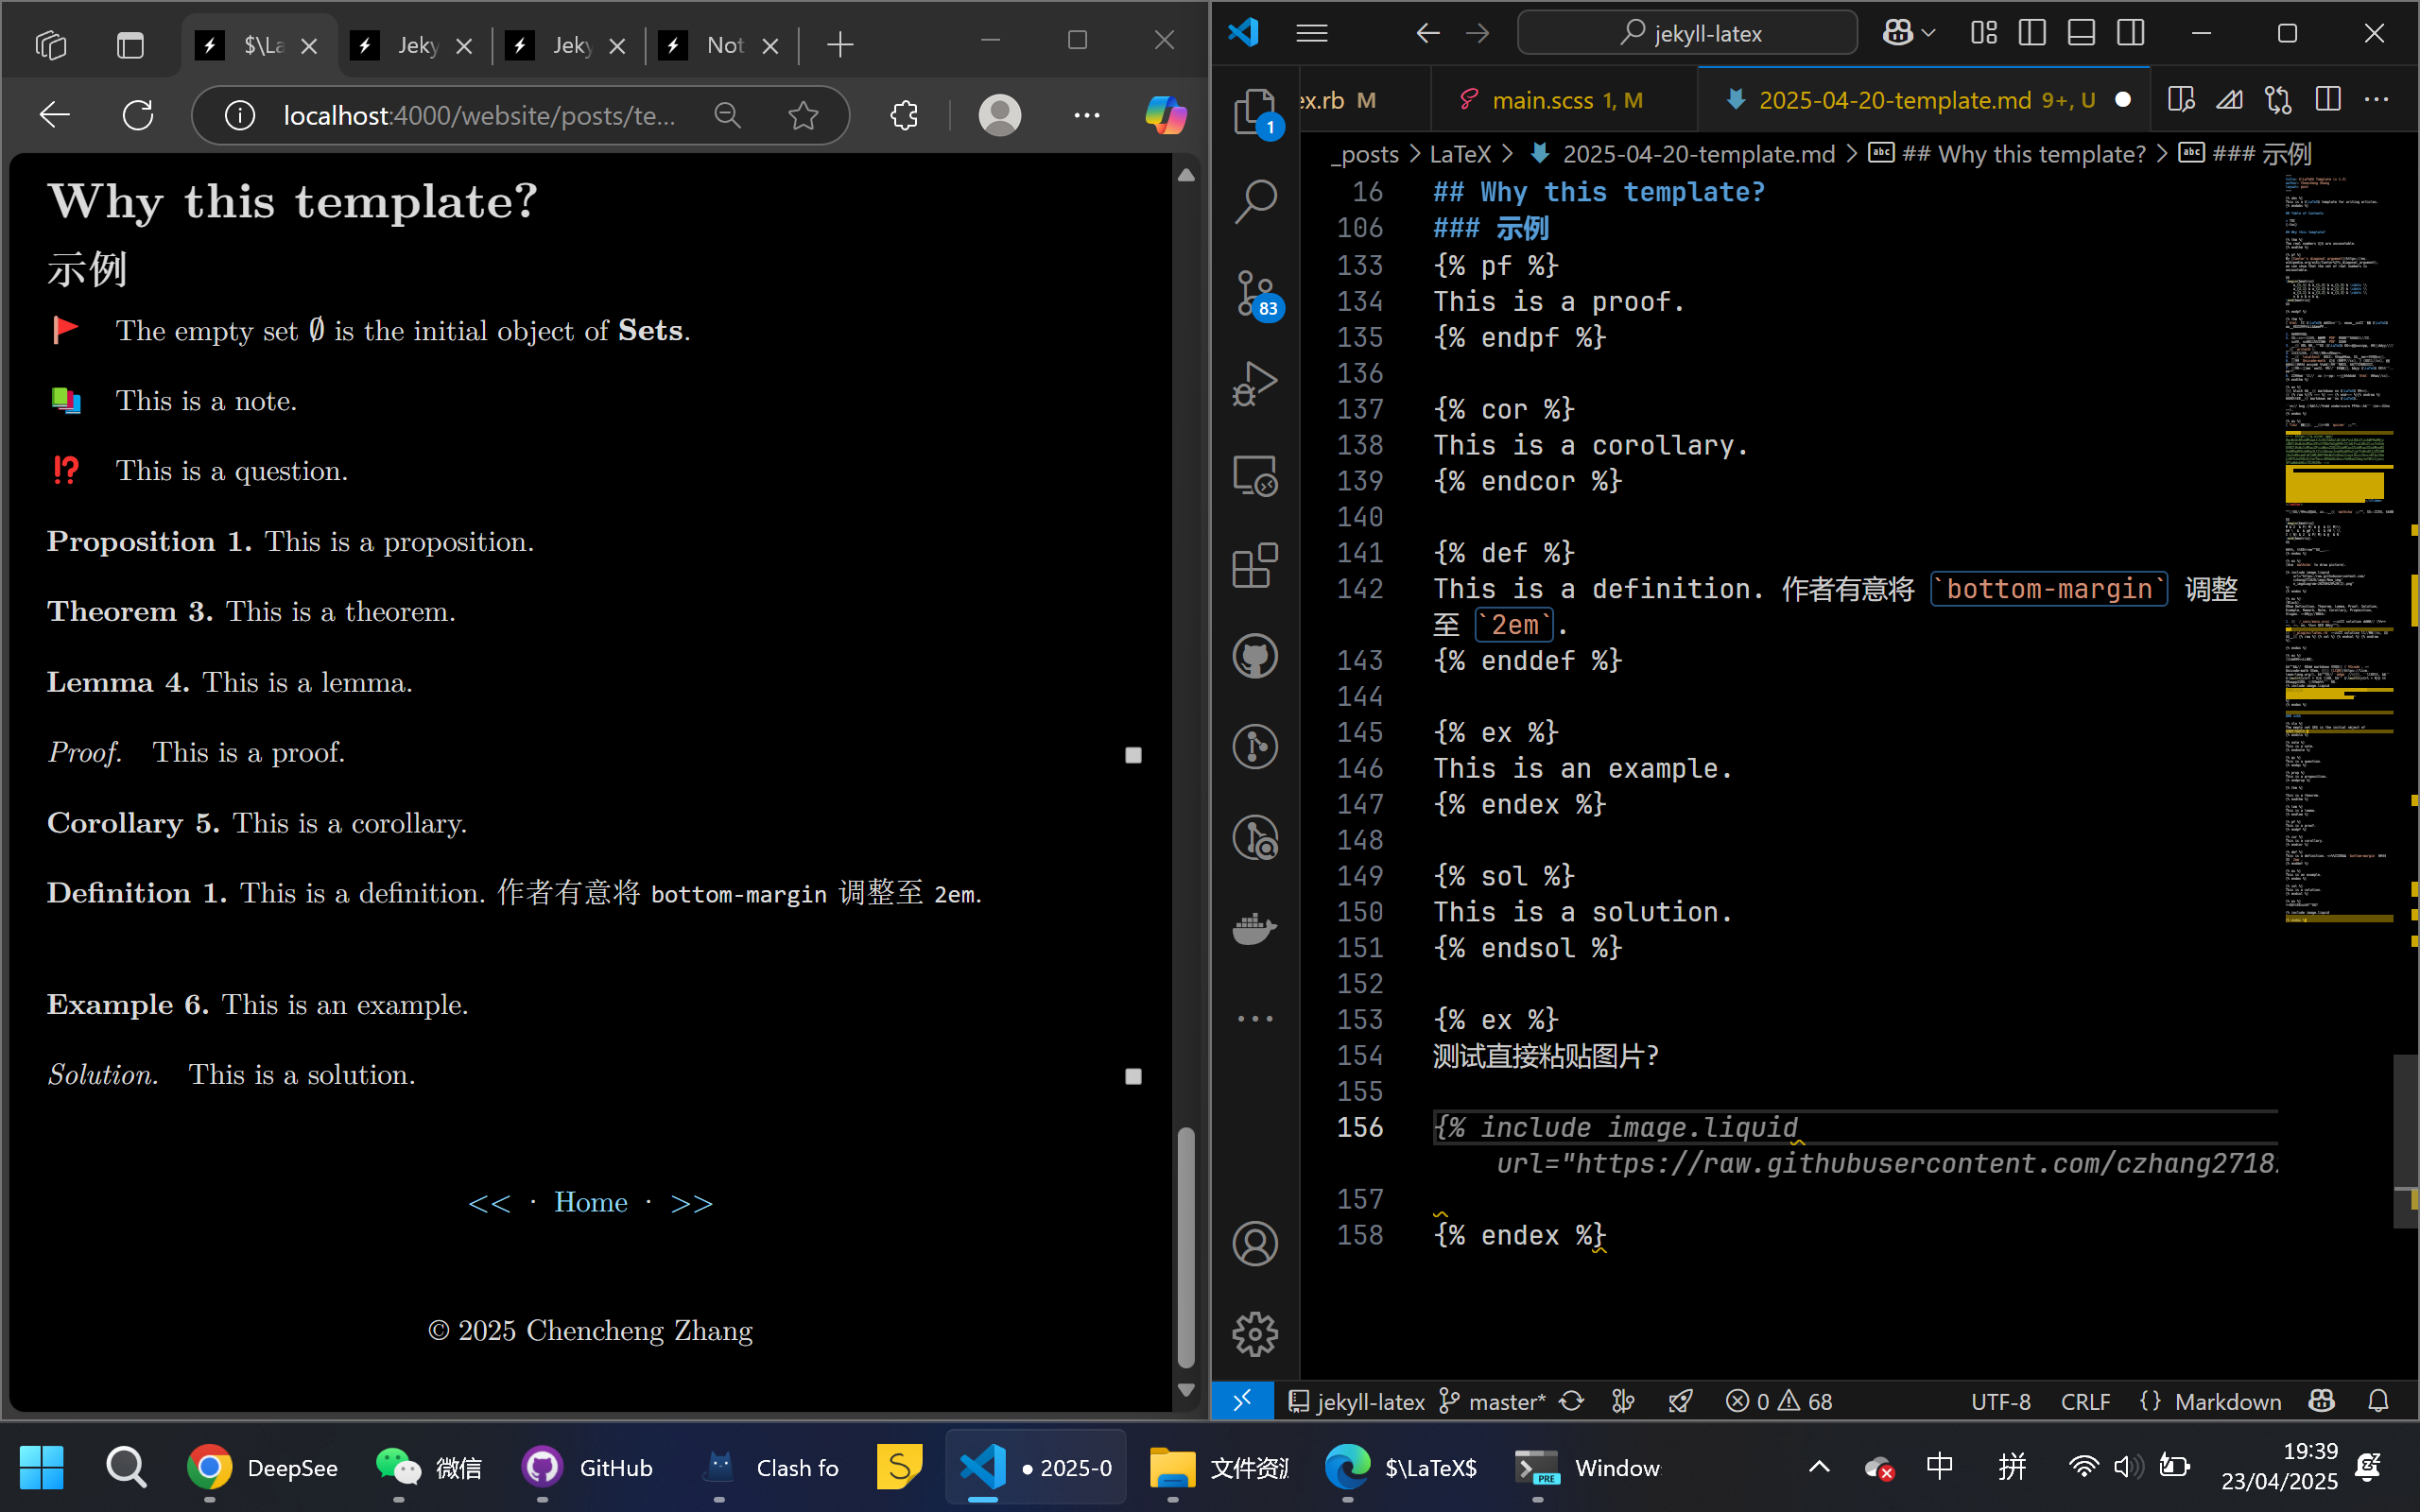 $\La
Jeky
Jeky
Not
localhost:4000/website/posts/te...
Why this template?
示例
The empty set ∅ is the initial object of Sets.
This is a note.
This is a question.
Proposition 1. This is a proposition.
Theorem 3. This is a theorem.
Lemma 4. This is a lemma.
Proof. This is a proof.
Corollary 5. This is a corollary.
Definition 1. This is a definition. 作者有意将 bottom-margin 调整至 2em.
Example 6. This is an example.
Solution. This is a solution.
<< · Home · >>
© 2025 Chencheng Zhang
jekyll-latex
ex.rb M
main.scss 1, M
2025-04-20-template.md 9+, U
_posts > LaTeX > 2025-04-20-template.md > ## Why this template? > ### 示例
1
83
16 ## Why this template?
106 ### 示例
133 {% pf %}
134 This is a proof.
135 {% endpf %}
136
137 {% cor %}
138 This is a corollary.
139 {% endcor %}
140
141 {% def %}
142 This is a definition. 作者有意将 `bottom-margin` 调整
至 `2em`.
143 {% enddef %}
144
145 {% ex %}
146 This is an example.
147 {% endex %}
148
149 {% sol %}
150 This is a solution.
151 {% endsol %}
152
153 {% ex %}
154 测试直接粘贴图片?
155
156 {% include image.liquid
url="https://raw.githubusercontent.com/czhang2718
157
158 {% endex %}
jekyll-latex master* 0 68 UTF-8 CRLF {} Markdown
DeepSee
微信
GitHub
Clash fo
● 2025-0
文件资源
$\LaTeX$
PRE
Window
中
拼
19:39
23/04/2025